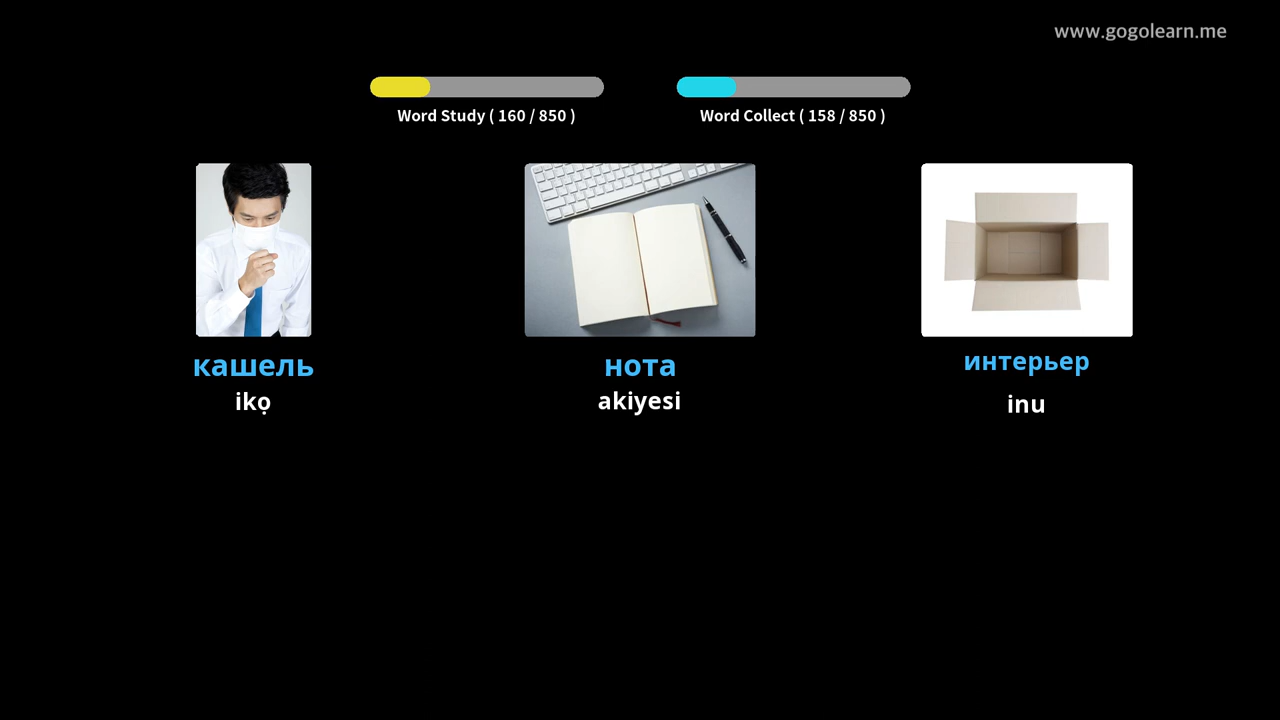 www.gogolearn.me
Word Study ( 160 / 850 )
Word Collect ( 158 / 850 )
кашель
ikọ
нота
akiyesi
интерьер
inu